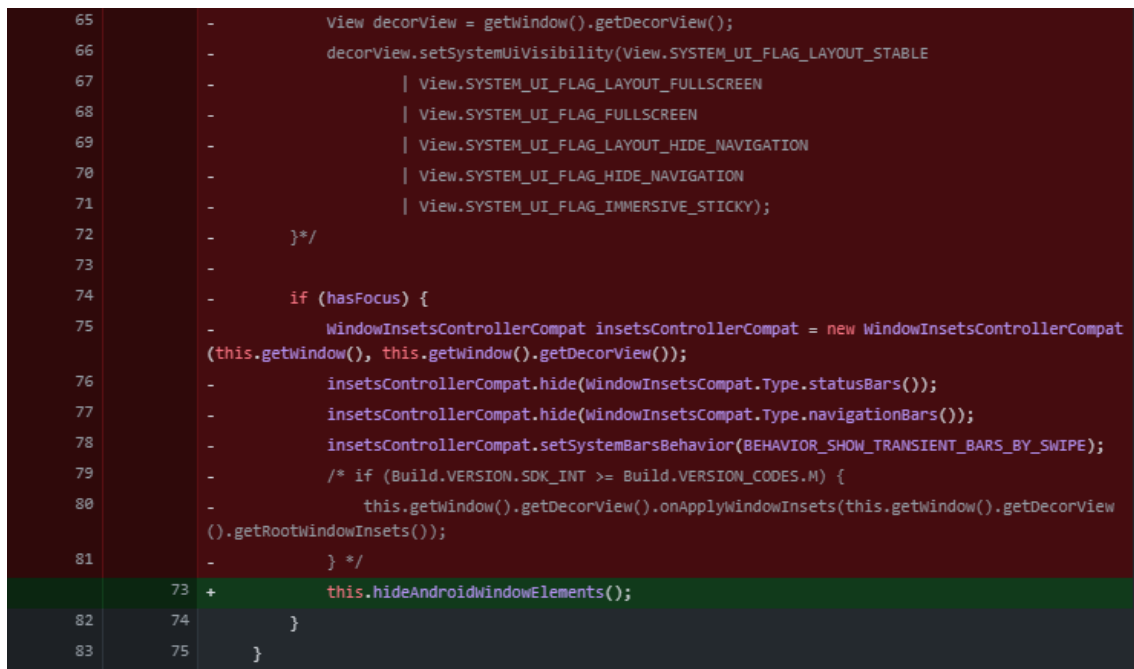 65 - View decorView = getWindow().getDecorView();
66 - decorView.setSystemUiVisibility(View.SYSTEM_UI_FLAG_LAYOUT_STABLE
67 - | View.SYSTEM_UI_FLAG_LAYOUT_FULLSCREEN
68 - | View.SYSTEM_UI_FLAG_FULLSCREEN
69 - | View.SYSTEM_UI_FLAG_LAYOUT_HIDE_NAVIGATION
70 - | View.SYSTEM_UI_FLAG_HIDE_NAVIGATION
71 - | View.SYSTEM_UI_FLAG_IMMERSIVE_STICKY);
72 - }*/
73 -
74 - if (hasFocus) {
75 - WindowInsetsControllerCompat insetsControllerCompat = new WindowInsetsControllerCompat
(this.getWindow(), this.getWindow().getDecorView());
76 - insetsControllerCompat.hide(WindowInsetsCompat.Type.statusBars());
77 - insetsControllerCompat.hide(WindowInsetsCompat.Type.navigationBars());
78 - insetsControllerCompat.setSystemBarsBehavior(BEHAVIOR_SHOW_TRANSIENT_BARS_BY_SWIPE);
79 - /* if (Build.VERSION.SDK_INT >= Build.VERSION_CODES.M) {
80 - this.getWindow().getDecorView().onApplyWindowInsets(this.getWindow().getDecorView
().getRootWindowInsets());
81 - } */
73 + this.hideAndroidWindowElements();
82 74 }
83 75 }